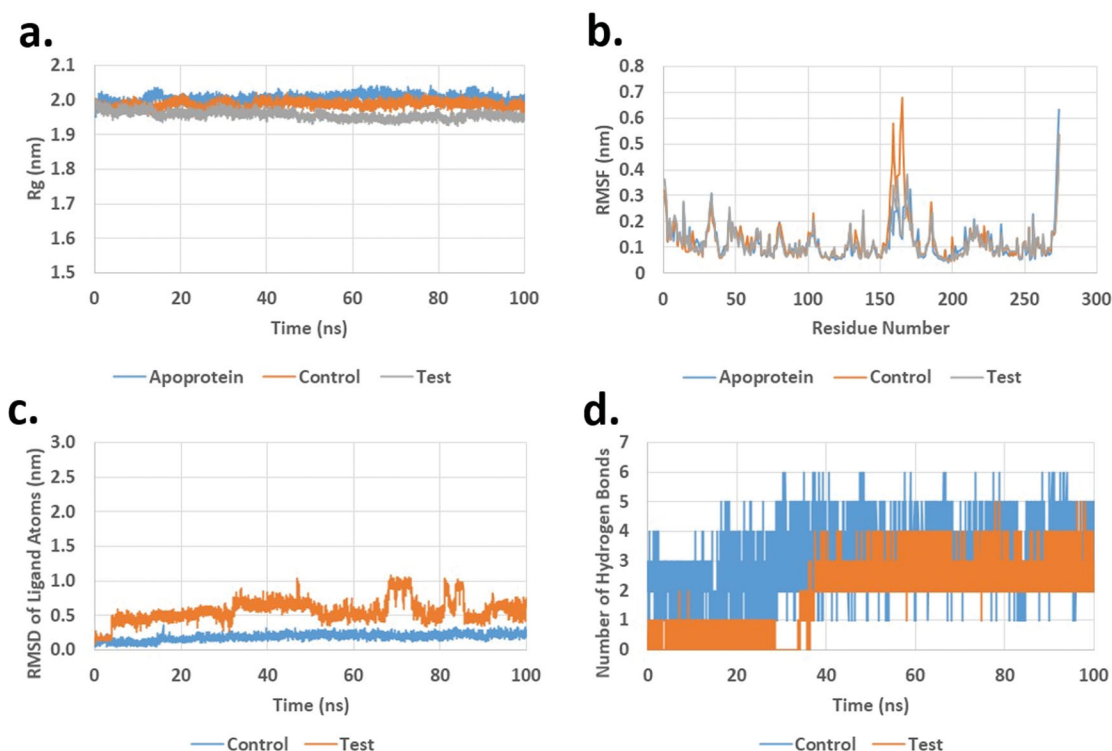 a.
2.1
2.0
1.9
1.8
1.7
1.6
1.5
Rg (nm)
0 20 40 60 80 100
Time (ns)
Apoprotein Control Test
b.
0.8
0.7
0.6
0.5
0.4
0.3
0.2
0.1
0
RMSF (nm)
0 50 100 150 200 250 300
Residue Number
Apoprotein Control Test
c.
3.0
2.5
2.0
1.5
1.0
0.5
0.0
RMSD of Ligand Atoms (nm)
0 20 40 60 80 100
Time (ns)
Control Test
d.
7
6
5
4
3
2
1
0
Number of Hydrogen Bonds
0 20 40 60 80 100
Time (ns)
Control Test